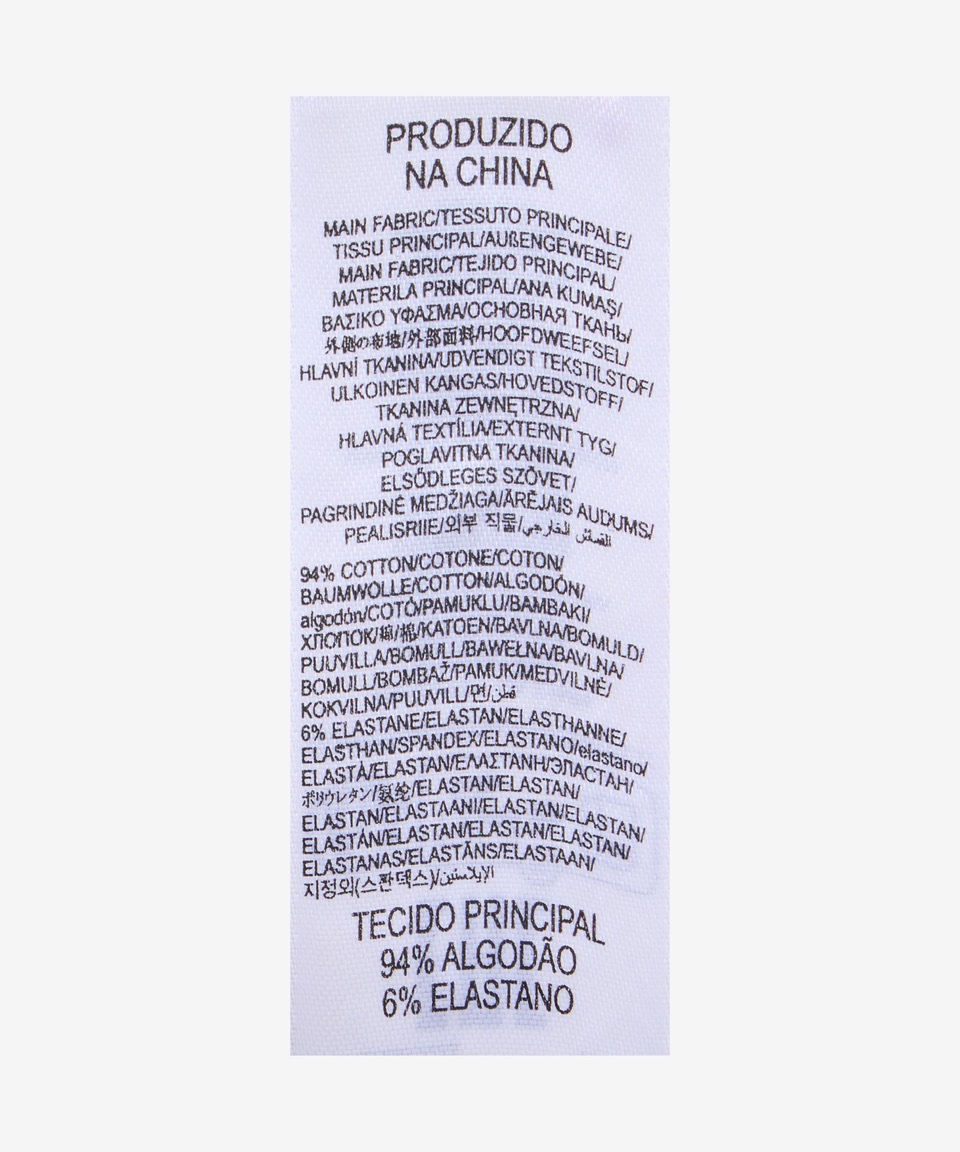 PRODUZIDO
NA CHINA
MAIN FABRIC/TESSUTO PRINCIPALE/
TISSU PRINCIPAL/AUßENGEWEBE/
MAIN FABRIC/TEJIDO PRINCIPAL/
MATERILA PRINCIPAL/ANA KUMAŞ/
ΒΑΣΙΚΟ ΥΦΑΣΜΑ/ОСНОВНАЯ ТКАНЬ/
外側の布地/外部面料/HOOFDWEEFSEL/
HLAVNÍ TKANINA/UDVENDIGT TEKSTILSTOF/
ULKOINEN KANGAS/HOVEDSTOFF/
TKANINA ZEWNĘTRZNA/
HLAVNÁ TEXTÍLIA/EXTERNT TYG/
POGLAVITNA TKANINA/
ELSŐDLEGES SZÖVET/
PAGRINDINĖ MEDŽIAGA/ĀRĒJAIS AUDUMS/
PEALISRIIE/외부 직물/الخارجي
94% COTTON/COTONE/COTON/
BAUMWOLLE/COTTON/ALGODÓN/
algodón/COTÓ/PAMUKLU/BAMBAKI/
ХЛОПОК/綿/棉/KATOEN/BAVLNA/BOMULD/
PUUVILLA/BOMULL/BAWEŁNA/BAVLNA/
BOMULL/BOMBAŽ/PAMUK/MEDVILNĖ/
KOKVILNA/PUUVILL/면/قطن
6% ELASTANE/ELASTAN/ELASTHANNE/
ELASTHAN/SPANDEX/ELASTANO/elastano/
ELASTÀ/ELASTAN/ΕΛΑΣΤΑΝΗ/ЭЛАСТАН/
ポリウレタン/氨纶/ELASTAN/ELASTAN/
ELASTAN/ELASTAANI/ELASTAN/ELASTAN/
ELASTÁN/ELASTAN/ELASTAN/ELASTAN/
ELASTANAS/ELASTĀNS/ELASTAAN/
지정외(스판덱스)/الإيلاستين
TECIDO PRINCIPAL
94% ALGODÃO
6% ELASTANO